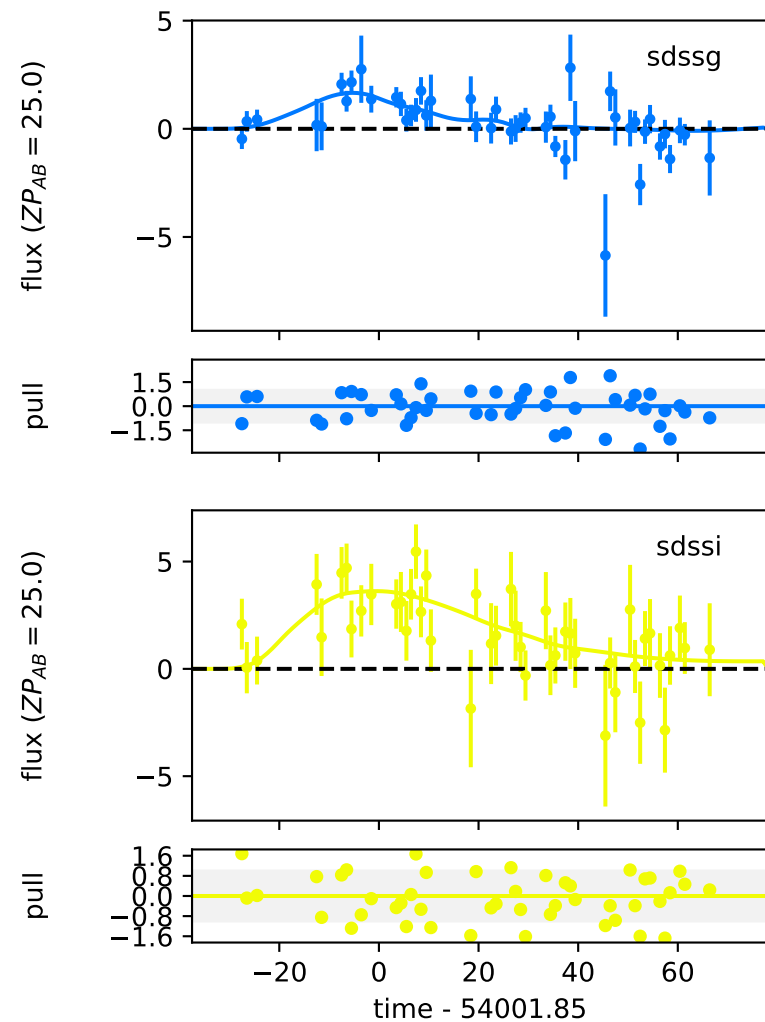 5
sdssg
0
−5
flux (ZP_AB = 25.0)
1.5
0.0
−1.5
pull
sdssi
5
0
−5
flux (ZP_AB = 25.0)
1.6
0.8
0.0
−0.8
−1.6
pull
−20 0 20 40 60
time - 54001.85